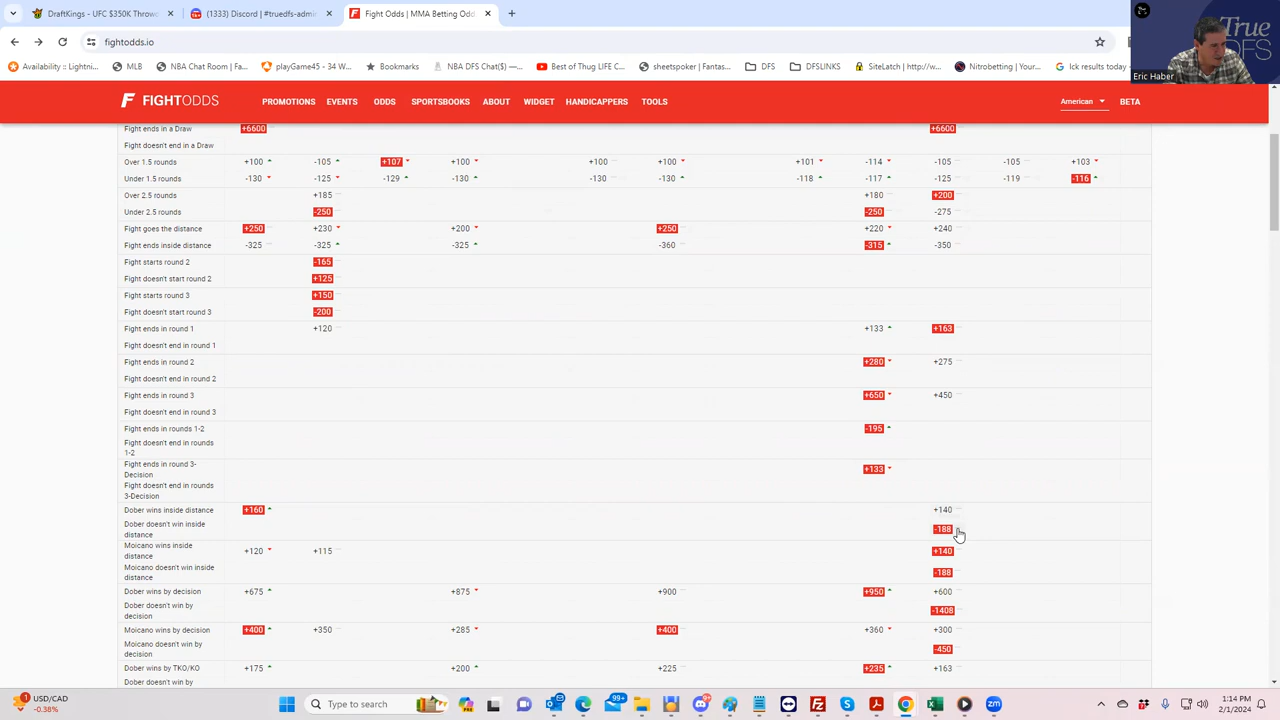 DraftKings - UFC $350K Throw
(1333) Discord | #truedfs-admi
Fight Odds | MMA Betting Odd
fightodds.io
Availability :: Lightni...
MLB
NBA Chat Room | Fa...
playGame45 - 34 W...
Bookmarks
NBA DFS Chat($) —...
Best of Thug LIFE C...
sheetspoker | Fantas...
DFS
DFSLINKS
SiteLatch | http://w...
Nitrobetting | Your...
Ick results today
True
DFS
Eric Haber
FIGHTODDS
PROMOTIONS EVENTS ODDS SPORTSBOOKS ABOUT WIDGET HANDICAPPERS TOOLS
American
BETA
Fight ends in a Draw +6600 +6600
Fight doesn't end in a Draw
Over 1.5 rounds +100 -105 +107 +100 +100 +100 +101 -114 -105 -105 +103
Under 1.5 rounds -130 -125 -129 -130 -130 -130 -118 -117 -125 -119 -116
Over 2.5 rounds +185 +180 +200
Under 2.5 rounds -250 -250 -275
Fight goes the distance +250 +230 +200 +250 +220 +240
Fight ends inside distance -325 -325 -325 -360 -315 -350
Fight starts round 2 -165
Fight doesn't start round 2 +125
Fight starts round 3 +150
Fight doesn't start round 3 -200
Fight ends in round 1 +120 +133 +163
Fight doesn't end in round 1
Fight ends in round 2 +280 +275
Fight doesn't end in round 2
Fight ends in round 3 +650 +450
Fight doesn't end in round 3
Fight ends in rounds 1-2 -195
Fight doesn't end in rounds
1-2
Fight ends in round 3-
Decision +133
Fight doesn't end in rounds
3-Decision
Dober wins inside distance +160 +140
Dober doesn't win inside
distance -188
Moicano wins inside
distance +120 +115 +140
Moicano doesn't win inside
distance -188
Dober wins by decision +675 +875 +900 +950 +600
Dober doesn't win by
decision -1408
Moicano wins by decision +400 +350 +285 +400 +360 +300
Moicano doesn't win by
decision -450
Dober wins by TKO/KO +175 +200 +225 +235 +163
Dober doesn't win by
1
USD/CAD
-0.38%
Type here to search
99+
1:14 PM
2/1/2024